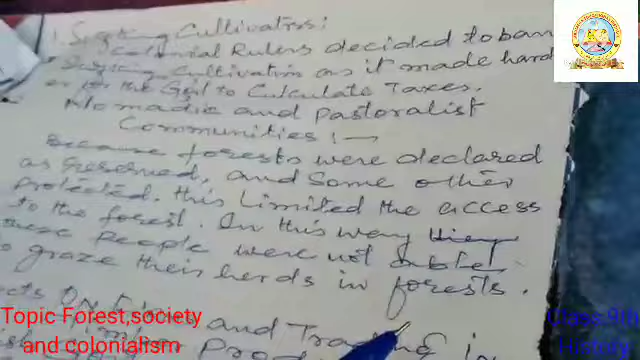 Shifting Cultivation:
Colonial Rulers decided to ban
Shifting Cultivation as it made hard
er for the Govt to Calculate Taxes.
Nomadic and Pastoralist
Communities:—
Because forests were declared
as reserved, and some other
protected. This Limited the access
to the forest. In this way they
these People were not able
to graze their herds in forests.
and Trading in
Topic Forest,society
and colonialism
Class:9th
History